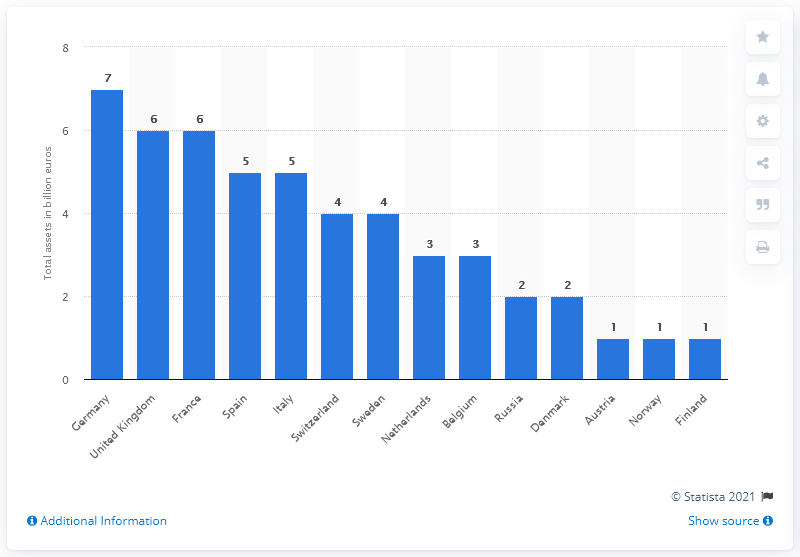 Total assets in billion euros
8
6
4
2
0
7
6
6
5
5
4
4
3
3
2
2
1
1
1
Germany
United Kingdom
France
Spain
Italy
Switzerland
Sweden
Netherlands
Belgium
Russia
Denmark
Austria
Norway
Finland
© Statista 2021
Additional Information
Show source